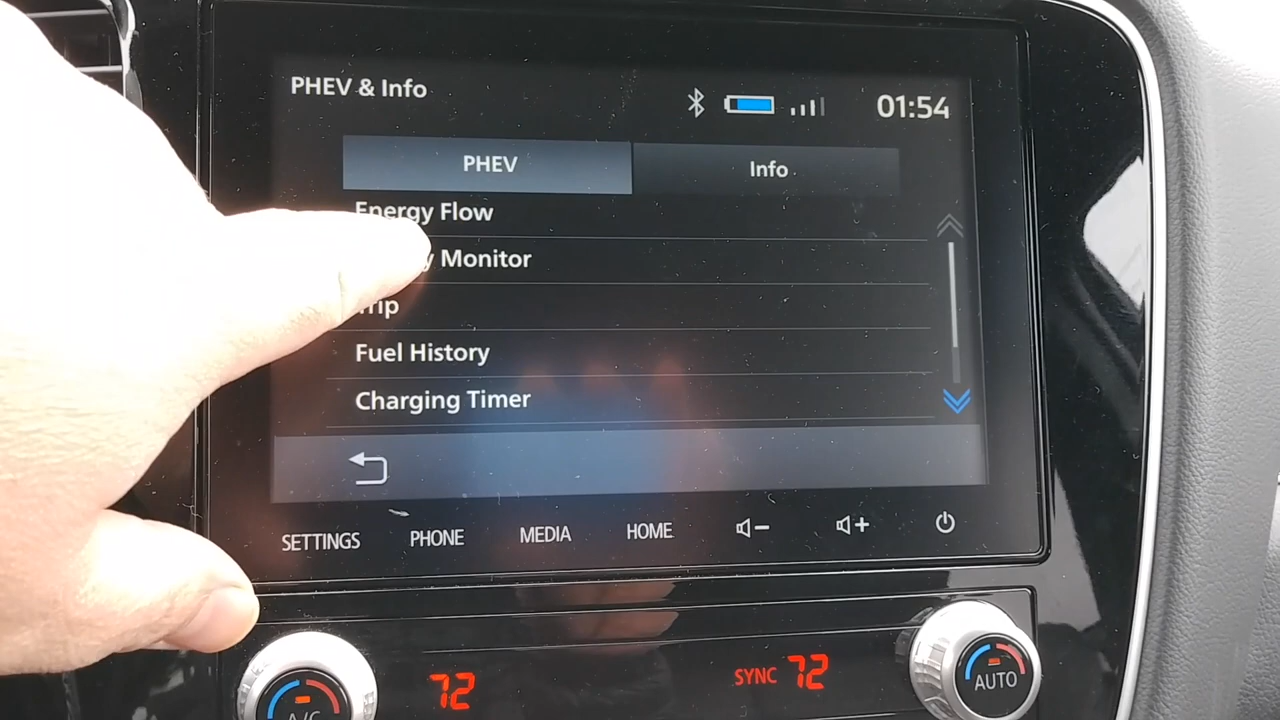 PHEV & Info
01:54
PHEV
Info
Energy Flow
Monitor
Trip
Fuel History
Charging Timer
SETTINGS
PHONE
MEDIA
HOME
72
SYNC 72
A/C
AUTO